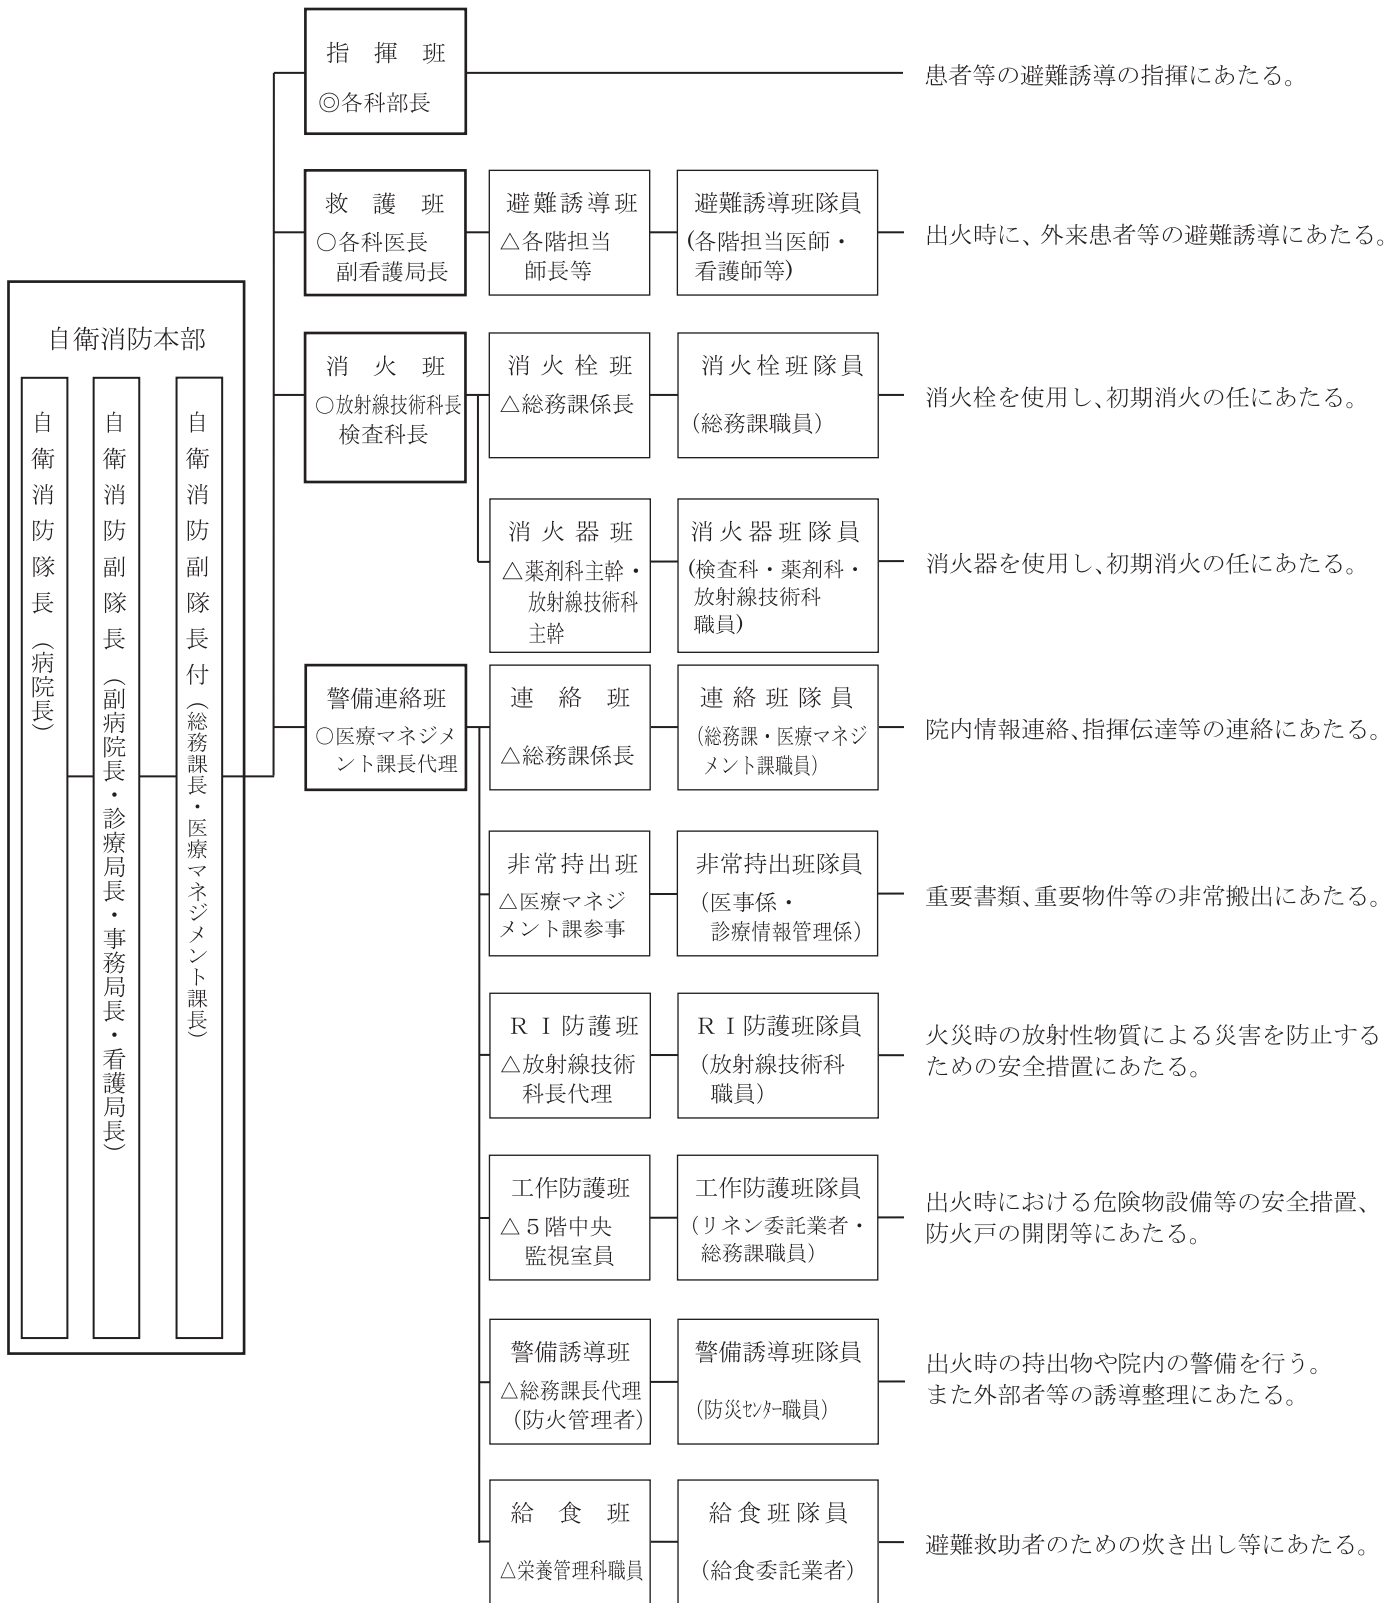 自衛消防本部
自衛消防隊長（病院長）
自衛消防副隊長（副病院長・診療局長・事務局長・看護局長）
自衛消防副隊長付（総務課長・医療マネジメント課長）
指揮班
◎各科部長
患者等の避難誘導の指揮にあたる。
救護班
○各科医長
副看護局長
避難誘導班
△各階担当
師長等
避難誘導班隊員
(各階担当医師・
看護師等)
出火時に、外来患者等の避難誘導にあたる。
消火班
○放射線技術科長
検査科長
消火栓班
△総務課係長
消火栓班隊員
（総務課職員）
消火栓を使用し、初期消火の任にあたる。
消火器班
△薬剤科主幹・
放射線技術科
主幹
消火器班隊員
(検査科・薬剤科・
放射線技術科
職員)
消火器を使用し、初期消火の任にあたる。
警備連絡班
○医療マネジメ
ント課長代理
連絡班
△総務課係長
連絡班隊員
（総務課・医療マネジ
メント課職員）
院内情報連絡、指揮伝達等の連絡にあたる。
非常持出班
△医療マネジ
メント課参事
非常持出班隊員
（医事係・
診療情報管理係）
重要書類、重要物件等の非常搬出にあたる。
ＲＩ防護班
△放射線技術
科長代理
ＲＩ防護班隊員
（放射線技術科
職員）
火災時の放射性物質による災害を防止する
ための安全措置にあたる。
工作防護班
△５階中央
監視室員
工作防護班隊員
（リネン委託業者・
総務課職員）
出火時における危険物設備等の安全措置、
防火戸の開閉等にあたる。
警備誘導班
△総務課長代理
（防火管理者）
警備誘導班隊員
（防災ｾﾝﾀｰ職員）
出火時の持出物や院内の警備を行う。
また外部者等の誘導整理にあたる。
給食班
△栄養管理科職員
給食班隊員
（給食委託業者）
避難救助者のための炊き出し等にあたる。